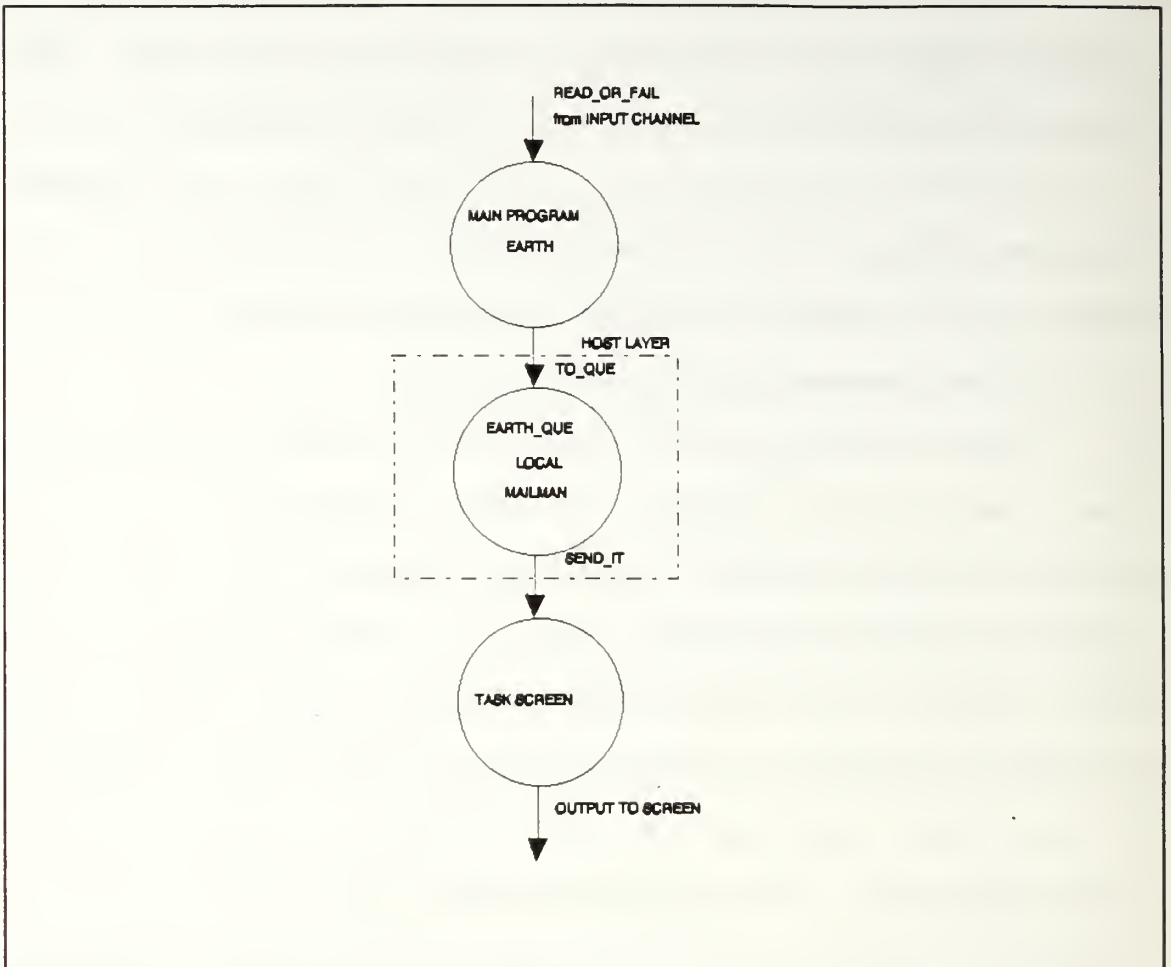 READ_OR_FAIL
from INPUT CHANNEL
MAIN PROGRAM
EARTH
HOST LAYER
TO_QUE
EARTH_QUE
LOCAL
MAILMAN
SEND_IT
TASK SCREEN
OUTPUT TO SCREEN